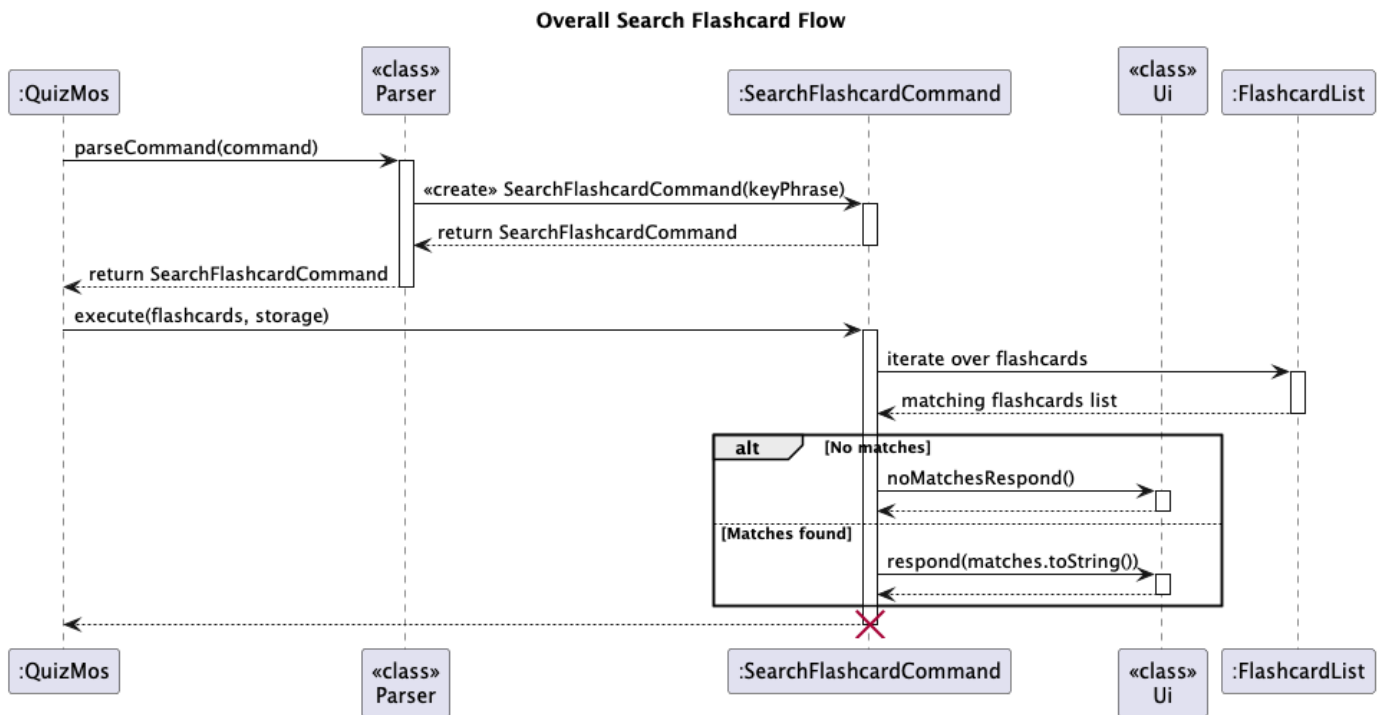 Overall Search Flashcard Flow
:QuizMos
«class»
Parser
:SearchFlashcardCommand
«class»
Ui
:FlashcardList
parseCommand(command)
«create» SearchFlashcardCommand(keyPhrase)
return SearchFlashcardCommand
return SearchFlashcardCommand
execute(flashcards, storage)
iterate over flashcards
matching flashcards list
alt
[No matches]
noMatchesRespond()
[Matches found]
respond(matches.toString())
:QuizMos
«class»
Parser
:SearchFlashcardCommand
«class»
Ui
:FlashcardList